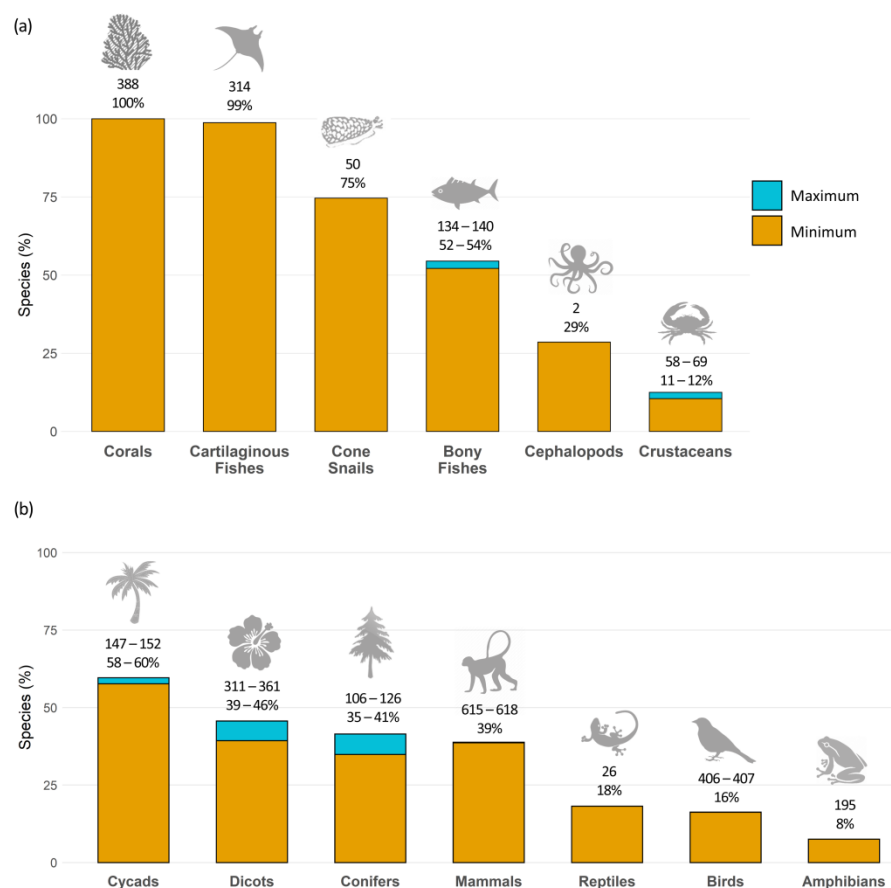 (a)
388
100%
314
99%
50
75%
134 – 140
52 – 54%
2
29%
58 – 69
11 – 12%
Maximum
Minimum
Species (%)
100
75
50
25
0
Corals
Cartilaginous
Fishes
Cone
Snails
Bony
Fishes
Cephalopods
Crustaceans
(b)
147 – 152
58 – 60%
311 – 361
39 – 46%
106 – 126
35 – 41%
615 – 618
39%
26
18%
406 – 407
16%
195
8%
Species (%)
100
75
50
25
0
Cycads
Dicots
Conifers
Mammals
Reptiles
Birds
Amphibians